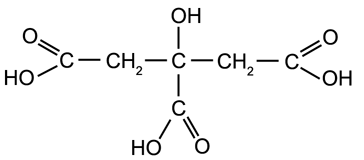 OH
O O
C — CH₂ — C — CH₂ — C
HO OH
C
HO O